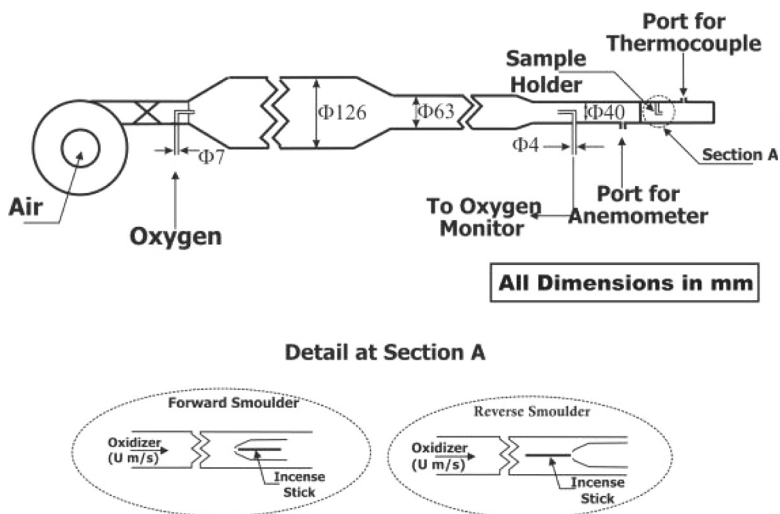 Port for
Thermocouple
Sample
Holder
Φ126
Φ63
Φ40
Φ7
Φ4
Section A
Air
Oxygen
To Oxygen
Monitor
Port for
Anemometer
All Dimensions in mm
Detail at Section A
Forward Smoulder
Oxidizer
(U m/s)
Incense
Stick
Reverse Smoulder
Oxidizer
(U m/s)
Incense
Stick